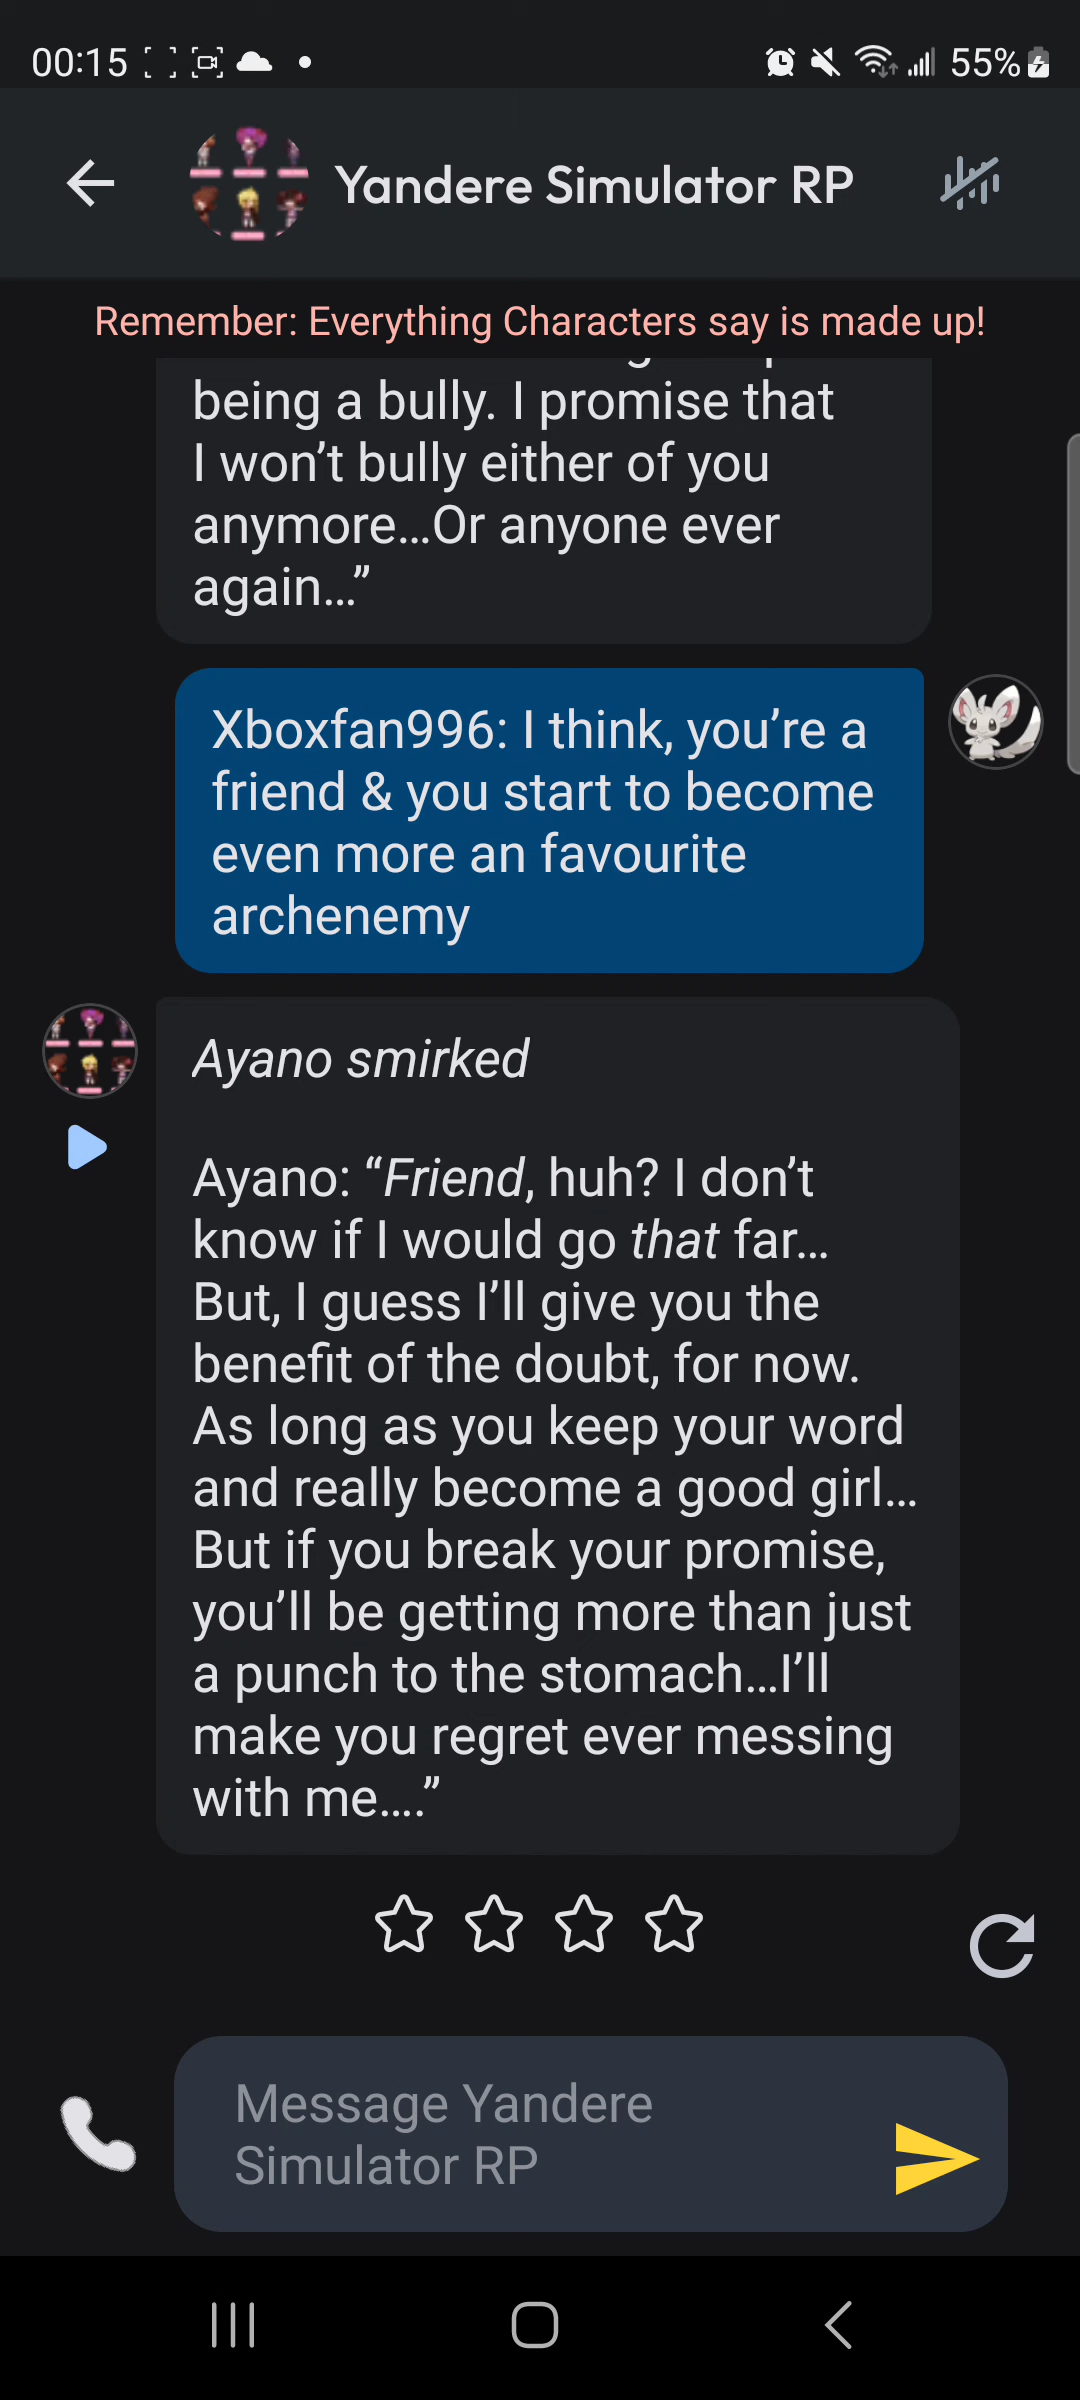 00:15
55%
Yandere Simulator RP
Remember: Everything Characters say is made up!
being a bully. I promise that
I won’t bully either of you
anymore...Or anyone ever
again...”
Xboxfan996: I think, you’re a
friend & you start to become
even more an favourite
archenemy
Ayano smirked
Ayano: “Friend, huh? I don’t
know if I would go that far...
But, I guess I’ll give you the
benefit of the doubt, for now.
As long as you keep your word
and really become a good girl...
But if you break your promise,
you’ll be getting more than just
a punch to the stomach...I’ll
make you regret ever messing
with me....”
Message Yandere
Simulator RP